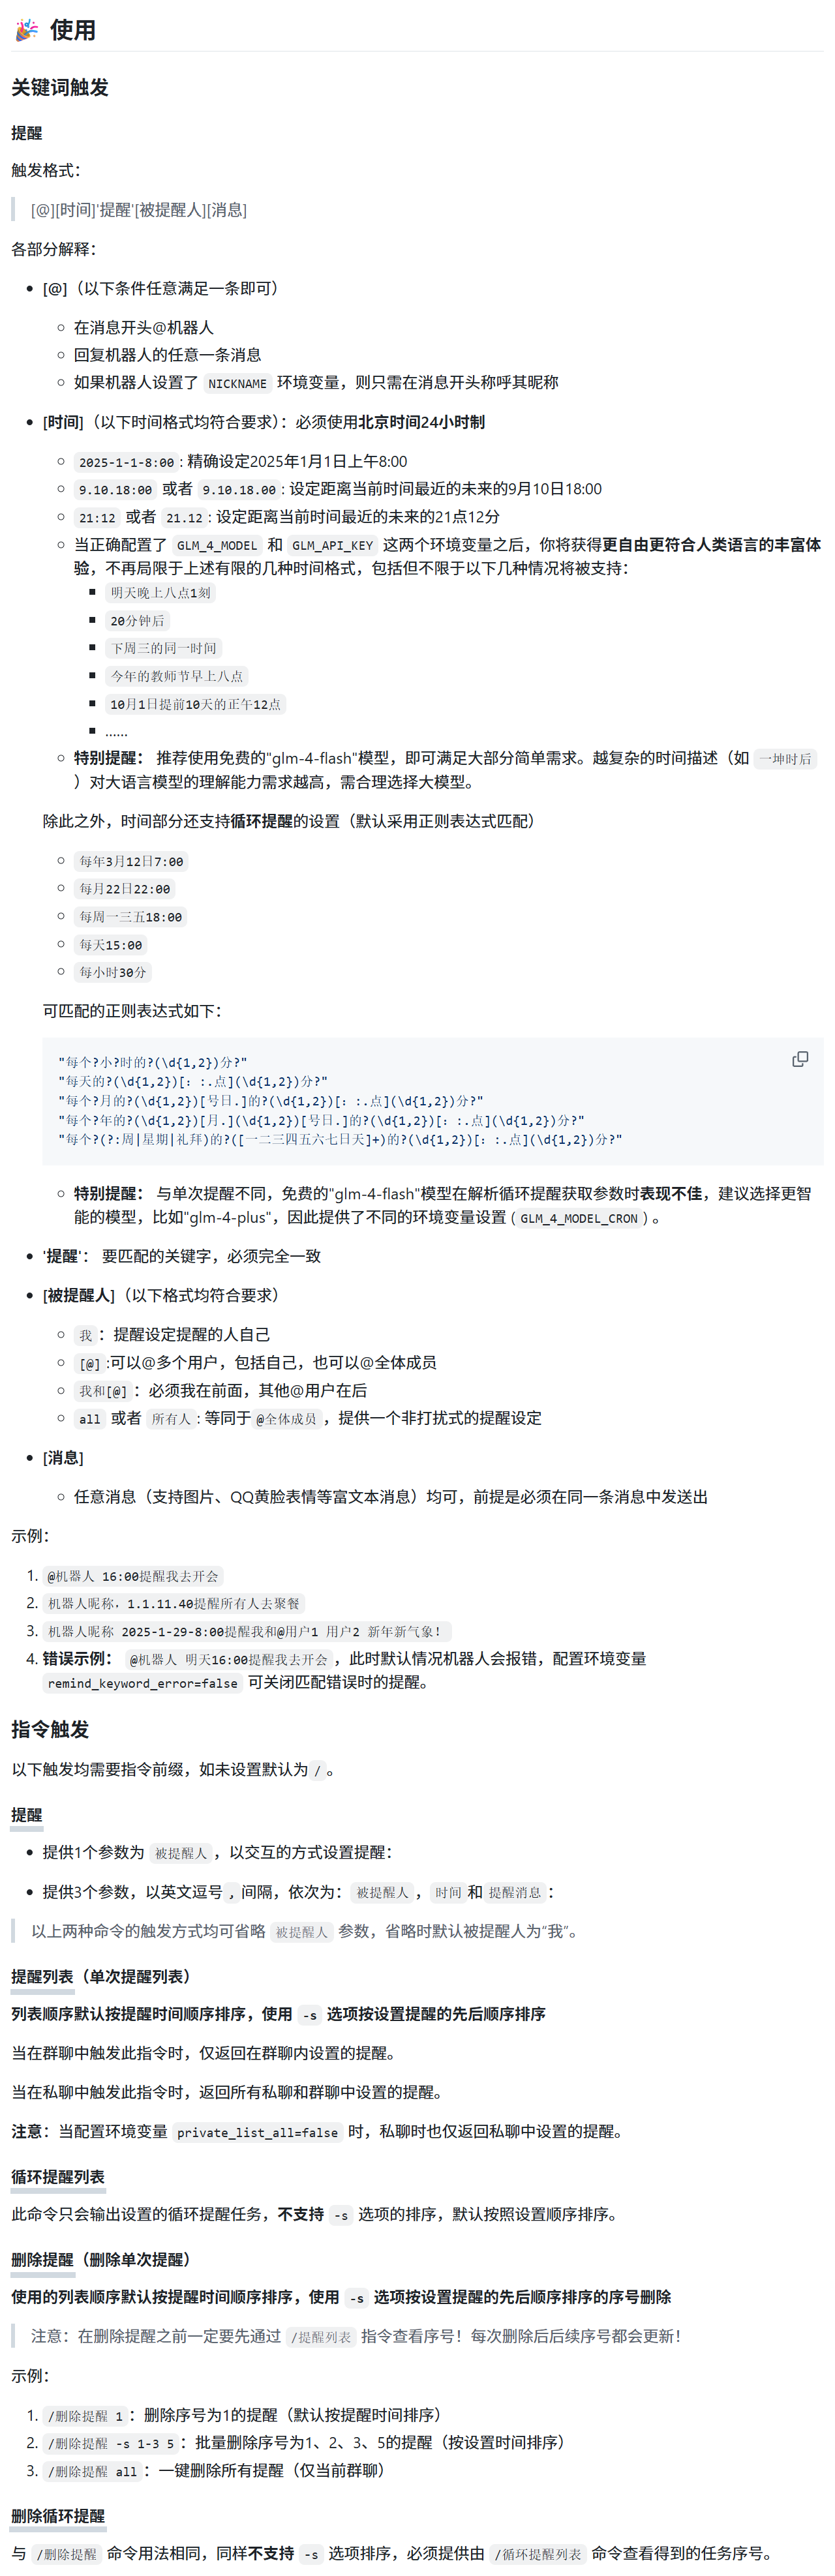 🎉 使用
关键词触发
提醒
触发格式：
[@][时间]'提醒'[被提醒人][消息]
各部分解释：
[@]（以下条件任意满足一条即可）
在消息开头@机器人
回复机器人的任意一条消息
如果机器人设置了 NICKNAME 环境变量，则只需在消息开头称呼其昵称
[时间]（以下时间格式均符合要求）：必须使用北京时间24小时制
2025-1-1-8:00: 精确设定2025年1月1日上午8:00
9.10.18:00 或者 9.10.18.00: 设定距离当前时间最近的未来的9月10日18:00
21:12 或者 21.12: 设定距离当前时间最近的未来的21点12分
当正确配置了 GLM_4_MODEL 和 GLM_API_KEY 这两个环境变量之后，你将获得更自由更符合人类语言的丰富体
验，不再局限于上述有限的几种时间格式，包括但不限于以下几种情况将被支持：
明天晚上八点1刻
20分钟后
下周三的同一时间
今年的教师节早上八点
10月1日提前10天的正午12点
......
特别提醒： 推荐使用免费的"glm-4-flash"模型，即可满足大部分简单需求。越复杂的时间描述（如 一坤时后
）对大语言模型的理解能力需求越高，需合理选择大模型。
除此之外，时间部分还支持循环提醒的设置（默认采用正则表达式匹配）
每年3月12日7:00
每月22日22:00
每周一三五18:00
每天15:00
每小时30分
可匹配的正则表达式如下：
"每个?小?时的?(\d{1,2})分?"
"每天的?(\d{1,2})[：:.点](\d{1,2})分?"
"每个?月的?(\d{1,2})[号日.]的?(\d{1,2})[：:.点](\d{1,2})分?"
"每个?年的?(\d{1,2})[月.](\d{1,2})[号日.]的?(\d{1,2})[：:.点](\d{1,2})分?"
"每个?(?:周|星期|礼拜)的?([一二三四五六七日天]+)的?(\d{1,2})[：:.点](\d{1,2})分?"
特别提醒： 与单次提醒不同，免费的"glm-4-flash"模型在解析循环提醒获取参数时表现不佳，建议选择更智
能的模型，比如"glm-4-plus"，因此提供了不同的环境变量设置 ( GLM_4_MODEL_CRON ) 。
'提醒'： 要匹配的关键字，必须完全一致
[被提醒人]（以下格式均符合要求）
我： 提醒设定提醒的人自己
[@]:可以@多个用户，包括自己，也可以@全体成员
我和[@]： 必须我在前面，其他@用户在后
all 或者 所有人: 等同于@全体成员，提供一个非打扰式的提醒设定
[消息]
任意消息（支持图片、QQ黄脸表情等富文本消息）均可，前提是必须在同一条消息中发送出
示例：
1. @机器人 16:00提醒我去开会
2. 机器人昵称，1.1.11.40提醒所有人去聚餐
3. 机器人昵称 2025-1-29-8:00提醒我和@用户1 用户2 新年新气象！
4. 错误示例： @机器人 明天16:00提醒我去开会，此时默认情况机器人会报错，配置环境变量
remind_keyword_error=false 可关闭匹配错误时的提醒。
指令触发
以下触发均需要指令前缀，如未设置默认为/。
提醒
提供1个参数为 被提醒人，以交互的方式设置提醒：
提供3个参数，以英文逗号,间隔，依次为：被提醒人，时间和提醒消息：
以上两种命令的触发方式均可省略 被提醒人 参数，省略时默认被提醒人为“我”。
提醒列表（单次提醒列表）
列表顺序默认按提醒时间顺序排序，使用 -s 选项按设置提醒的先后顺序排序
当在群聊中触发此指令时，仅返回在群聊内设置的提醒。
当在私聊中触发此指令时，返回所有私聊和群聊中设置的提醒。
注意：当配置环境变量 private_list_all=false 时，私聊时也仅返回私聊中设置的提醒。
循环提醒列表
此命令只会输出设置的循环提醒任务，不支持 -s 选项的排序，默认按照设置顺序排序。
删除提醒（删除单次提醒）
使用的列表顺序默认按提醒时间顺序排序，使用 -s 选项按设置提醒的先后顺序排序的序号删除
注意：在删除提醒之前一定要先通过 /提醒列表 指令查看序号！每次删除后后续序号都会更新！
示例：
1. /删除提醒 1： 删除序号为1的提醒（默认按提醒时间排序）
2. /删除提醒 -s 1-3 5： 批量删除序号为1、2、3、5的提醒（按设置时间排序）
3. /删除提醒 all： 一键删除所有提醒（仅当前群聊）
删除循环提醒
与 /删除提醒 命令用法相同，同样不支持 -s 选项排序，必须提供由 /循环提醒列表 命令查看得到的任务序号。